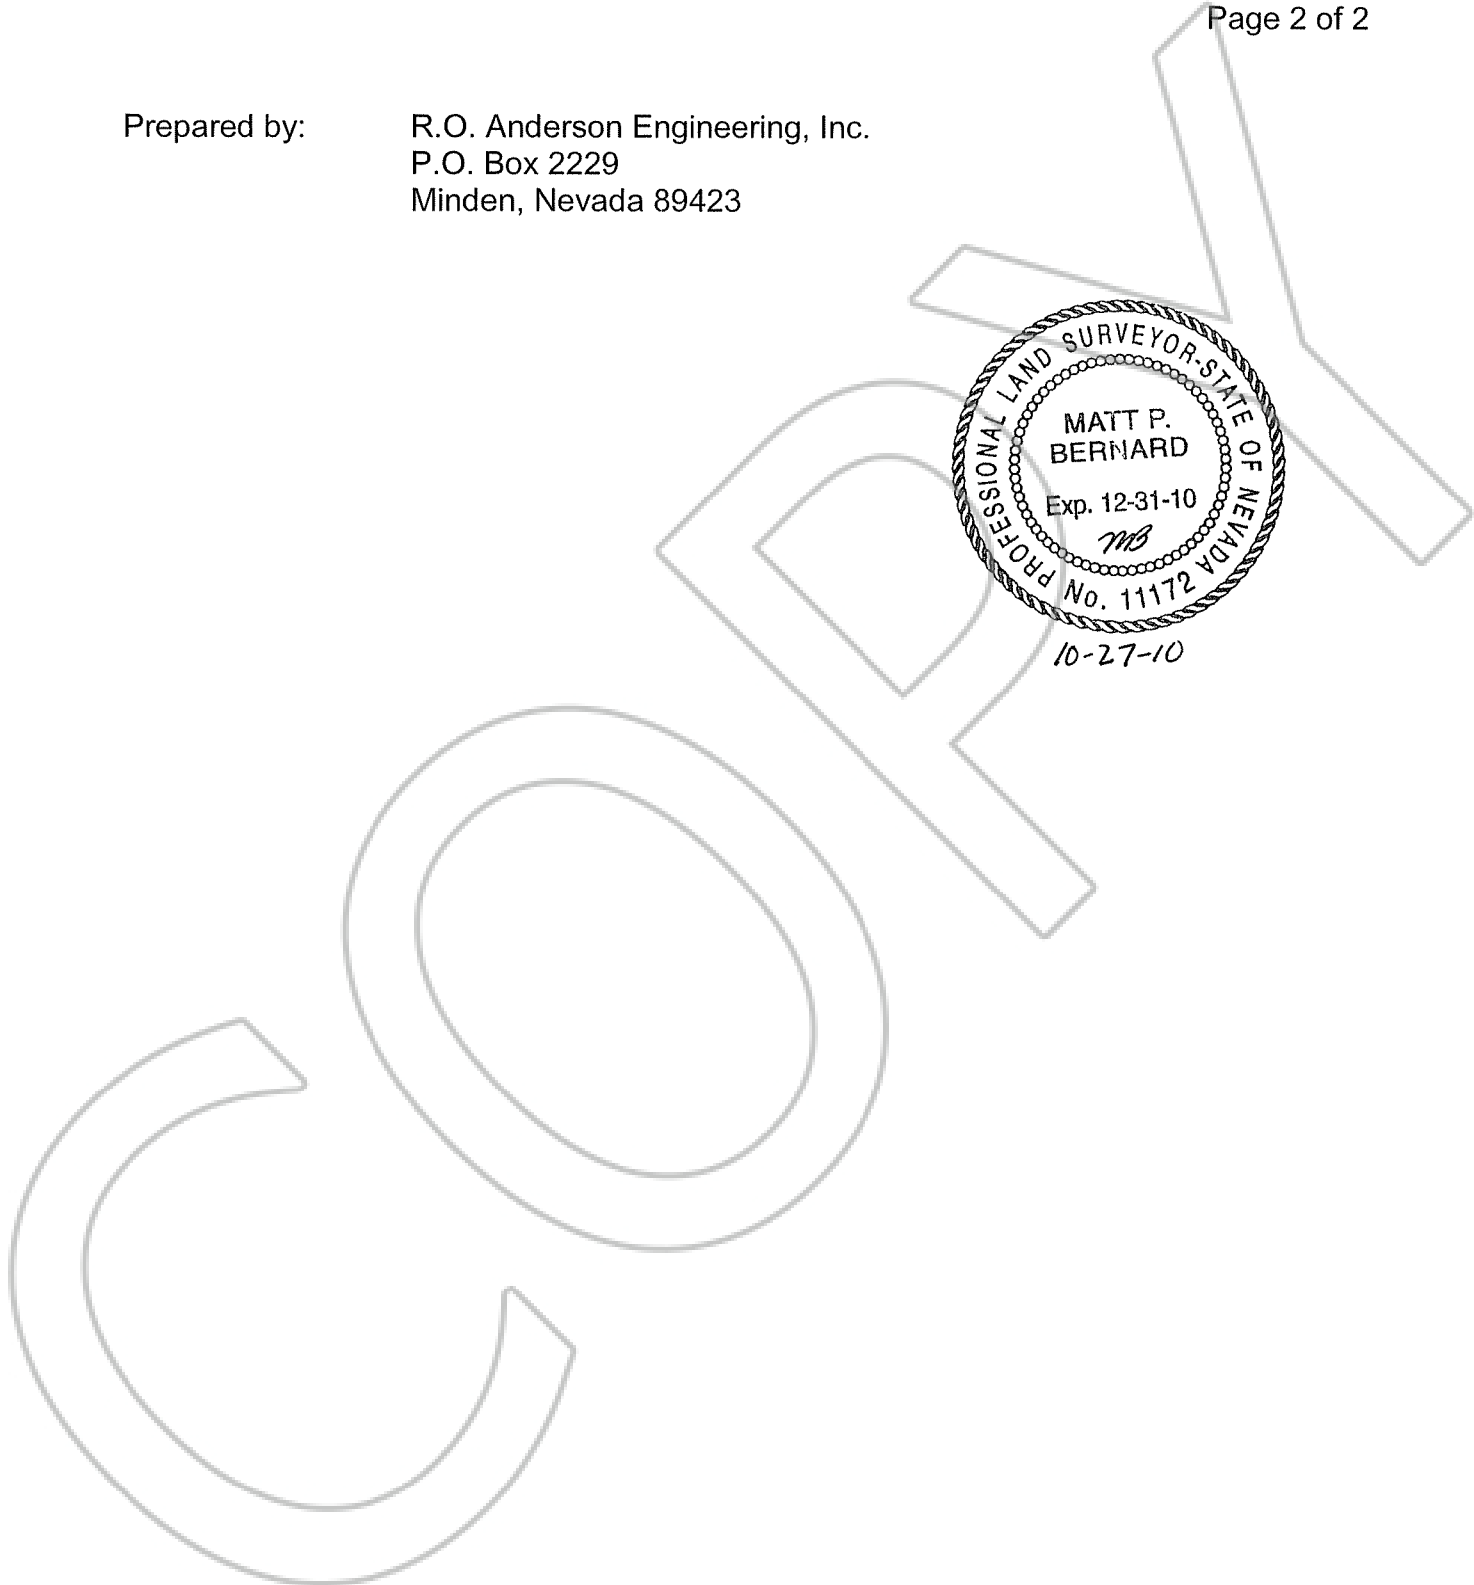 Page 2 of 2
Prepared by: R.O. Anderson Engineering, Inc.
P.O. Box 2229
Minden, Nevada 89423
PROFESSIONAL LAND SURVEYOR-STATE OF NEVADA
MATT P.
BERNARD
Exp. 12-31-10
MB
No. 11172
10-27-10
COPY